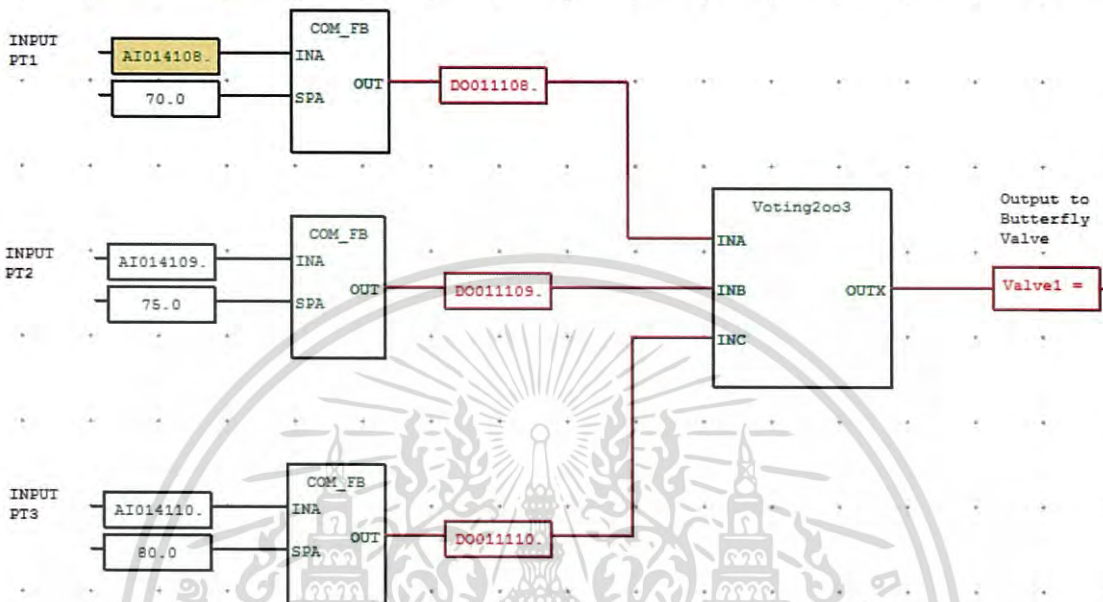 COM_FB
INPUT
PT1
AI014108.
INA
70.0
SPA
OUT
DO011108.
Voting2oo3
INA
INB
INC
OUTX
Output to
Butterfly
Valve
Valve1 =
COM_FB
INPUT
PT2
AI014109.
INA
75.0
SPA
OUT
DO011109.
COM_FB
INPUT
PT3
AI014110.
INA
80.0
SPA
OUT
DO011110.